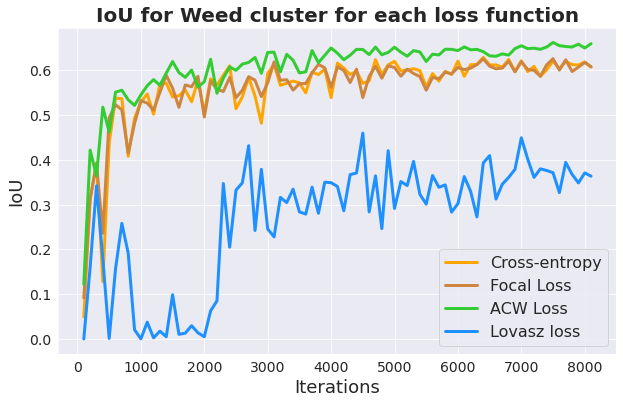 IoU for Weed cluster for each loss function
IoU
0.6
0.5
0.4
0.3
0.2
0.1
0.0
Cross-entropy
Focal Loss
ACW Loss
Lovasz loss
0 1000 2000 3000 4000 5000 6000 7000 8000
Iterations